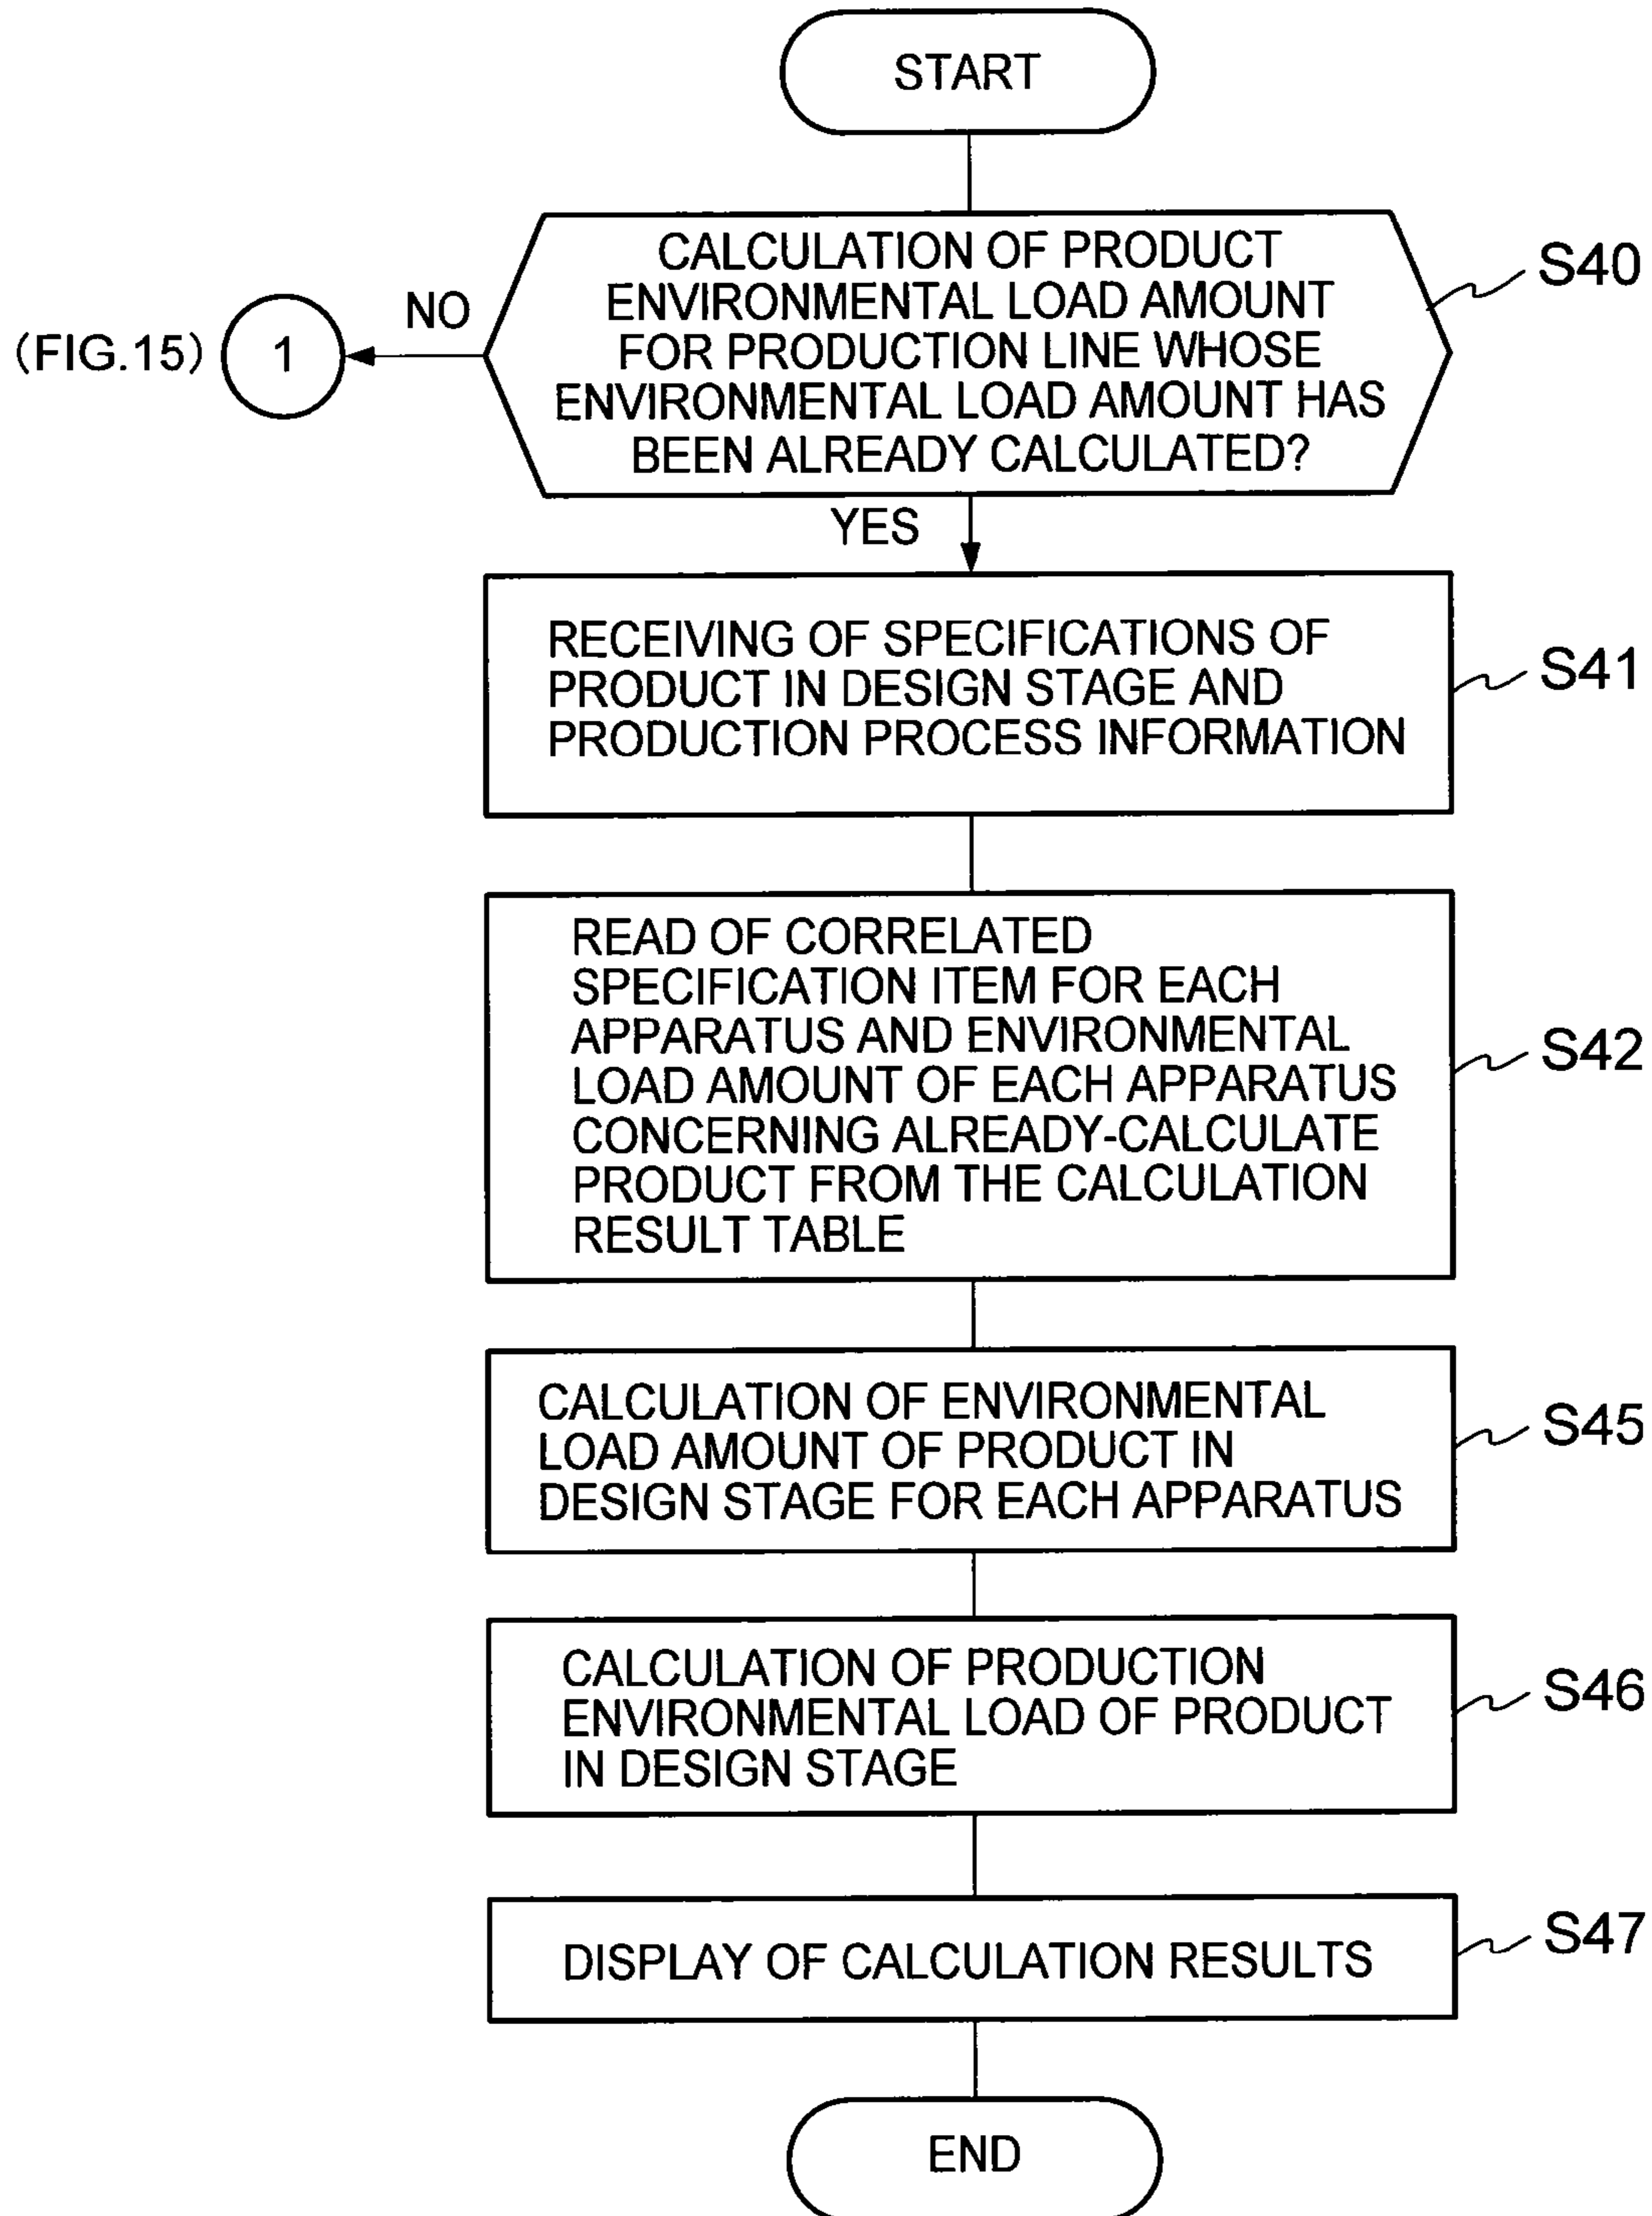 START
CALCULATION OF PRODUCT
ENVIRONMENTAL LOAD AMOUNT
FOR PRODUCTION LINE WHOSE
ENVIRONMENTAL LOAD AMOUNT HAS
BEEN ALREADY CALCULATED?
S40
NO
(FIG.15)
1
YES
RECEIVING OF SPECIFICATIONS OF
PRODUCT IN DESIGN STAGE AND
PRODUCTION PROCESS INFORMATION
S41
READ OF CORRELATED
SPECIFICATION ITEM FOR EACH
APPARATUS AND ENVIRONMENTAL
LOAD AMOUNT OF EACH APPARATUS
CONCERNING ALREADY-CALCULATE
PRODUCT FROM THE CALCULATION
RESULT TABLE
S42
CALCULATION OF ENVIRONMENTAL
LOAD AMOUNT OF PRODUCT IN
DESIGN STAGE FOR EACH APPARATUS
S45
CALCULATION OF PRODUCTION
ENVIRONMENTAL LOAD OF PRODUCT
IN DESIGN STAGE
S46
DISPLAY OF CALCULATION RESULTS
S47
END